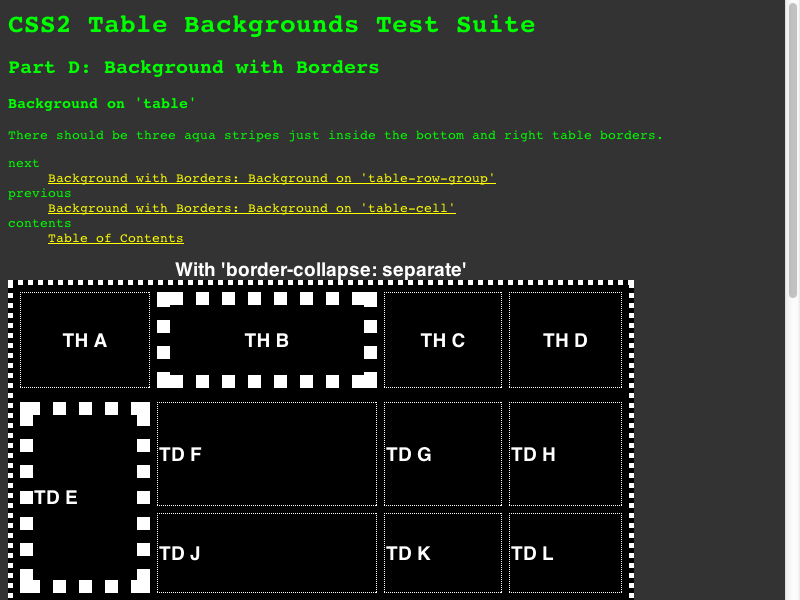 CSS2 Table Backgrounds Test Suite
Part D: Background with Borders
Background on 'table'
There should be three aqua stripes just inside the bottom and right table borders.
next
Background with Borders: Background on 'table-row-group'
previous
Background with Borders: Background on 'table-cell'
contents
Table of Contents
With 'border-collapse: separate'
TH A TH B TH C TH D
TD F TD G TD H
TD E
TD J TD K TD L